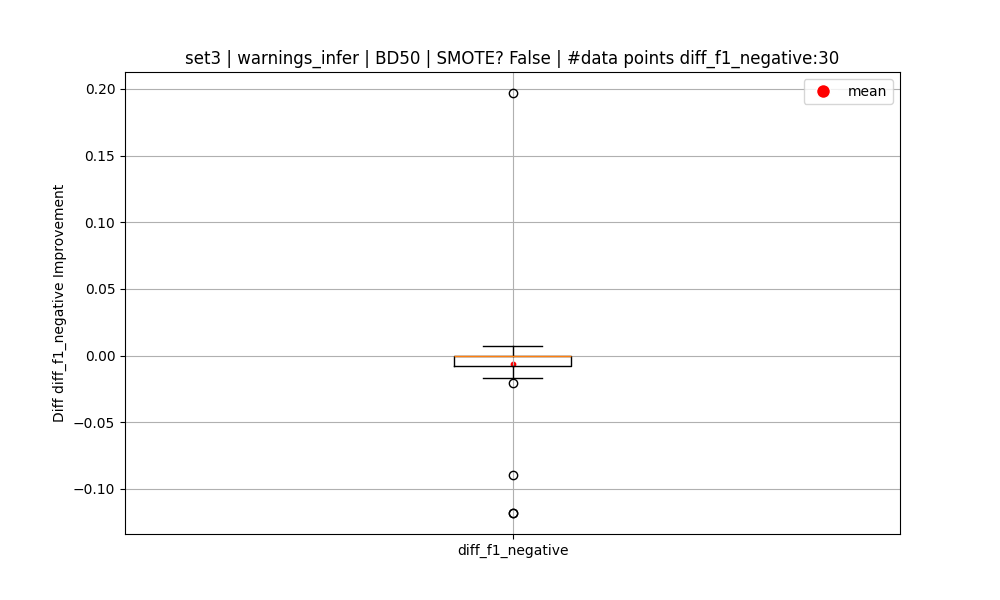 set3 | warnings_infer | BD50 | SMOTE? False | #data points diff_f1_negative:30
mean
0.20
0.15
0.10
0.05
0.00
−0.05
−0.10
Diff diff_f1_negative Improvement
diff_f1_negative